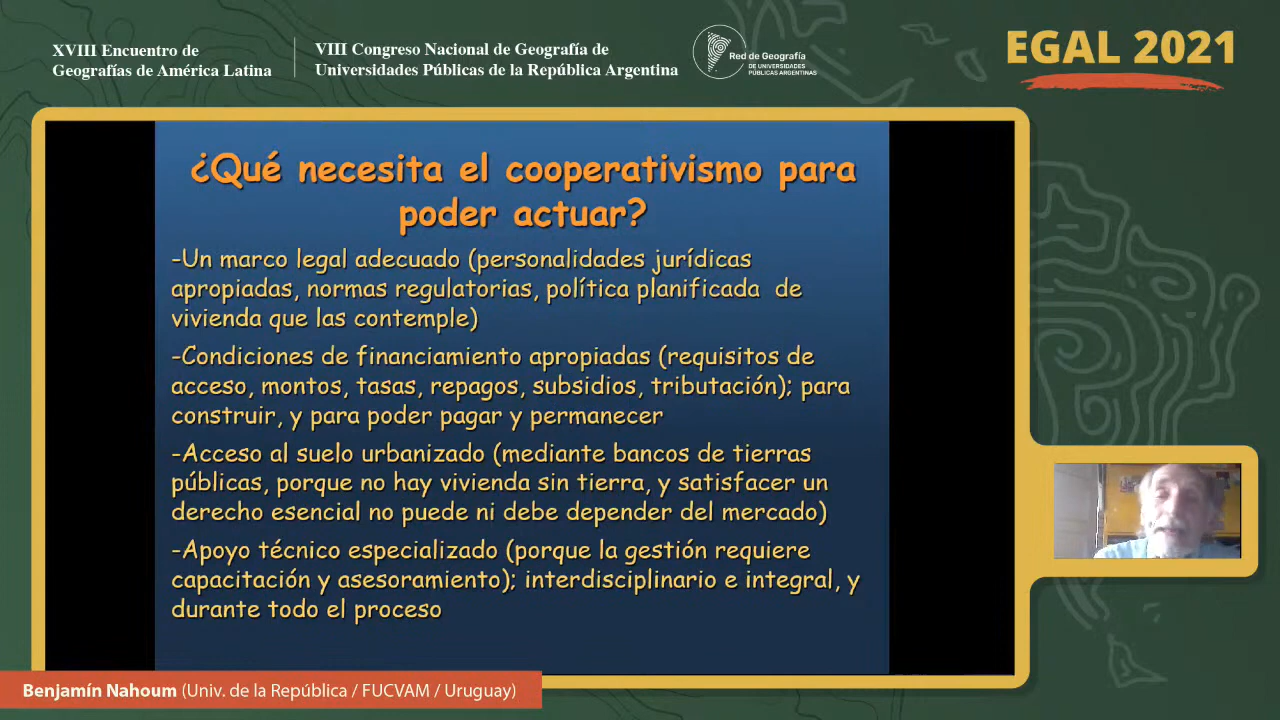 XVIII Encuentro de
Geografías de América Latina
VIII Congreso Nacional de Geografía de
Universidades Públicas de la República Argentina
Red de Geografía
DE UNIVERSIDADES
PÚBLICAS ARGENTINAS
EGAL 2021
¿Qué necesita el cooperativismo para
poder actuar?
-Un marco legal adecuado (personalidades jurídicas
apropiadas, normas regulatorias, política planificada de
vivienda que las contemple)
-Condiciones de financiamiento apropiadas (requisitos de
acceso, montos, tasas, repagos, subsidios, tributación); para
construir, y para poder pagar y permanecer
-Acceso al suelo urbanizado (mediante bancos de tierras
públicas, porque no hay vivienda sin tierra, y satisfacer un
derecho esencial no puede ni debe depender del mercado)
-Apoyo técnico especializado (porque la gestión requiere
capacitación y asesoramiento); interdisciplinario e integral, y
durante todo el proceso
Benjamín Nahoum (Univ. de la República / FUCVAM / Uruguay)